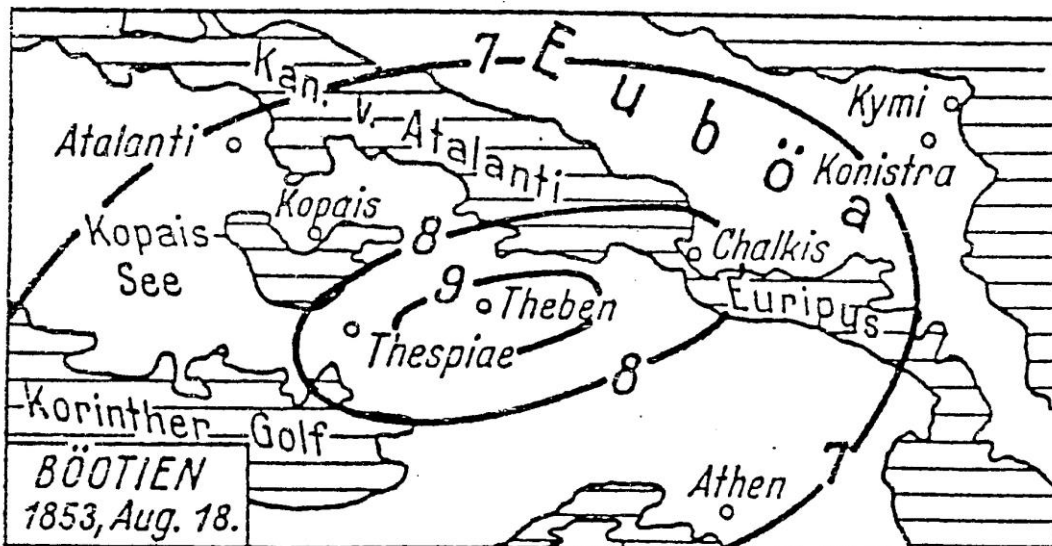 7
Euböa
Kan. v. Atalanti
Kymi
Atalanti
Konistra
Kopais
Kopais
See
8
Chalkis
9
Theben
Euripus
Thespiae
8
Korinther Golf
7
BÖOTIEN
1853, Aug. 18.
Athen